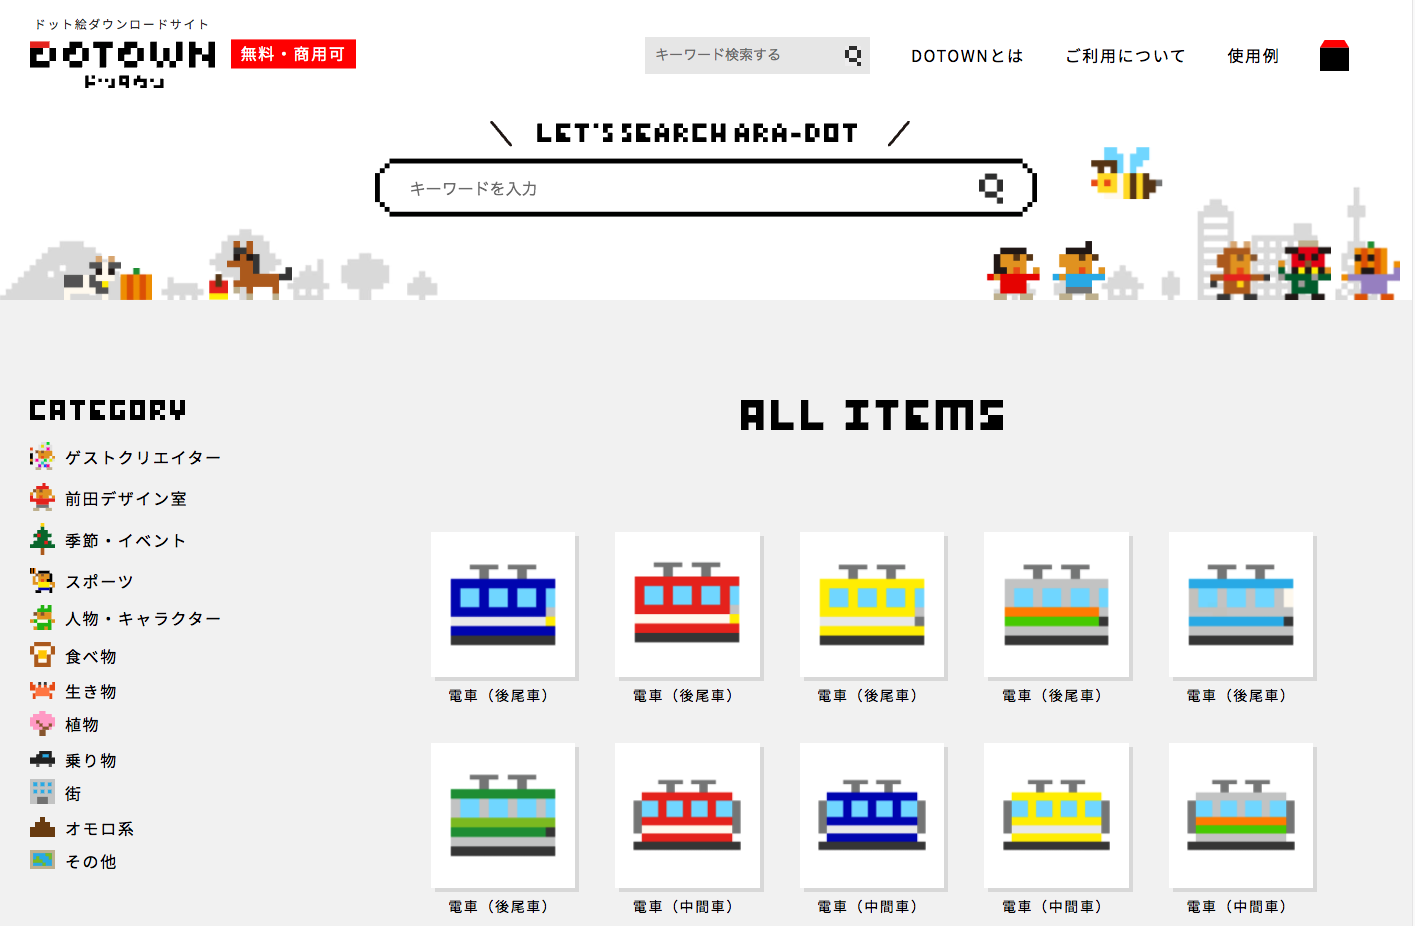 ドット絵ダウンロードサイト
DOTOWN
無料・商用可
ドッタウン
キーワード検索する
DOTOWNとは
ご利用について
使用例
LET'S SEARCH ARA-DOT
キーワードを入力
CATEGORY
ゲストクリエイター
前田デザイン室
季節・イベント
スポーツ
人物・キャラクター
食べ物
生き物
植物
乗り物
街
オモロ系
その他
ALL ITEMS
電車（後尾車）
電車（後尾車）
電車（後尾車）
電車（後尾車）
電車（後尾車）
電車（後尾車）
電車（中間車）
電車（中間車）
電車（中間車）
電車（中間車）